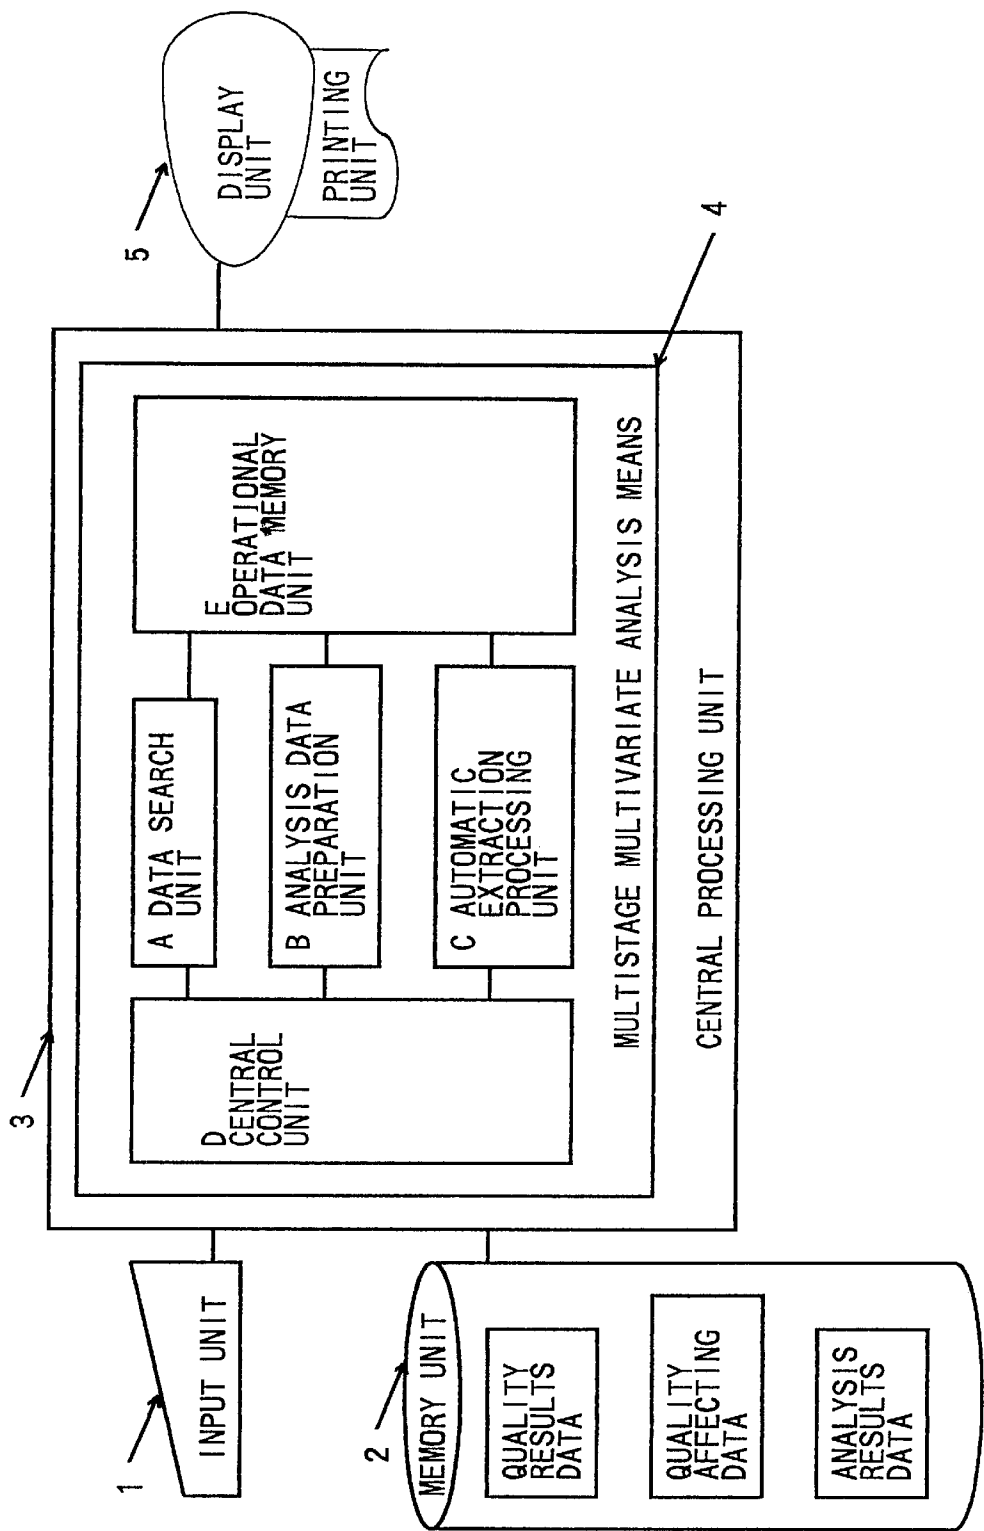 1
INPUT UNIT
2
MEMORY UNIT
QUALITY
RESULTS
DATA
QUALITY
AFFECTING
DATA
ANALYSIS
RESULTS
DATA
3
D
CENTRAL
CONTROL
UNIT
A DATA SEARCH
UNIT
B ANALYSIS DATA
PREPARATION
UNIT
C AUTOMATIC
EXTRACTION
PROCESSING
UNIT
E
OPERATIONAL
DATA MEMORY
UNIT
MULTISTAGE MULTIVARIATE ANALYSIS MEANS
CENTRAL PROCESSING UNIT
4
5
DISPLAY
UNIT
PRINTING
UNIT